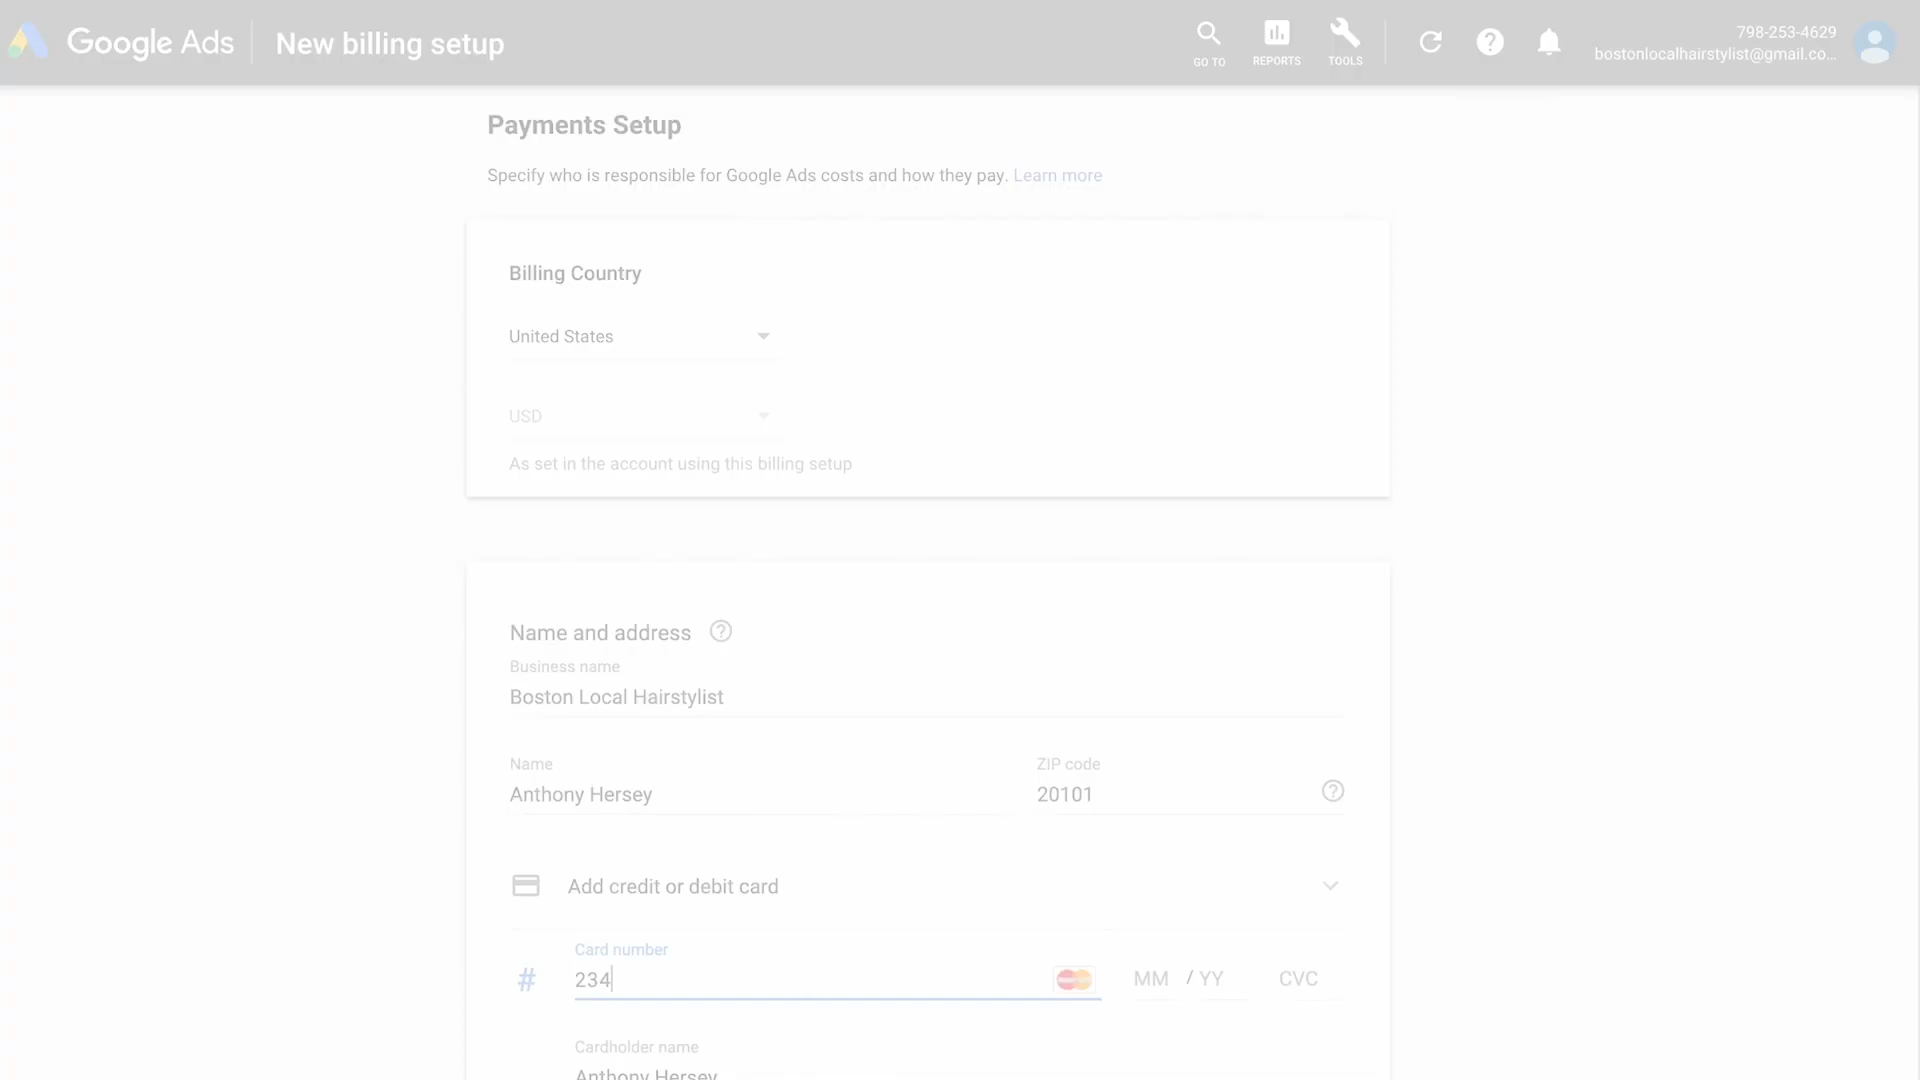 Google Ads
New billing setup
GO TO
REPORTS
TOOLS
798-253-4629
bostonlocalhairstylist@gmail.co...
Payments Setup
Specify who is responsible for Google Ads costs and how they pay. Learn more
Billing Country
United States
USD
As set in the account using this billing setup
Name and address
Business name
Boston Local Hairstylist
Name
ZIP code
Anthony Hersey
20101
Add credit or debit card
Card number
# 234
MM / YY
CVC
Cardholder name
Anthony Hersey